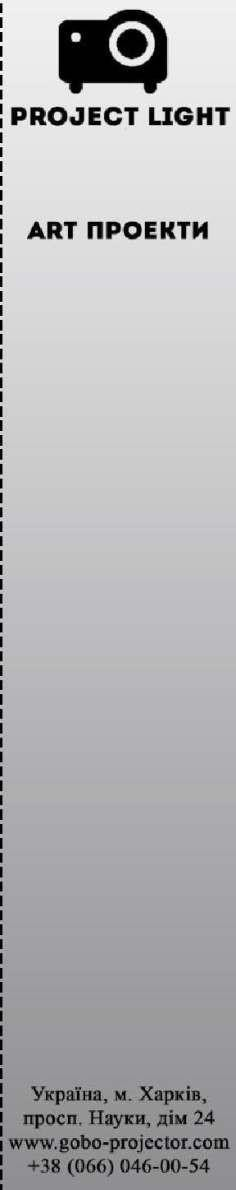 PROJECT LIGHT
ART ПРОЕКТИ
Україна, м. Харків,
просп. Науки, дім 24
www.gobo-projector.com
+38 (066) 046-00-54